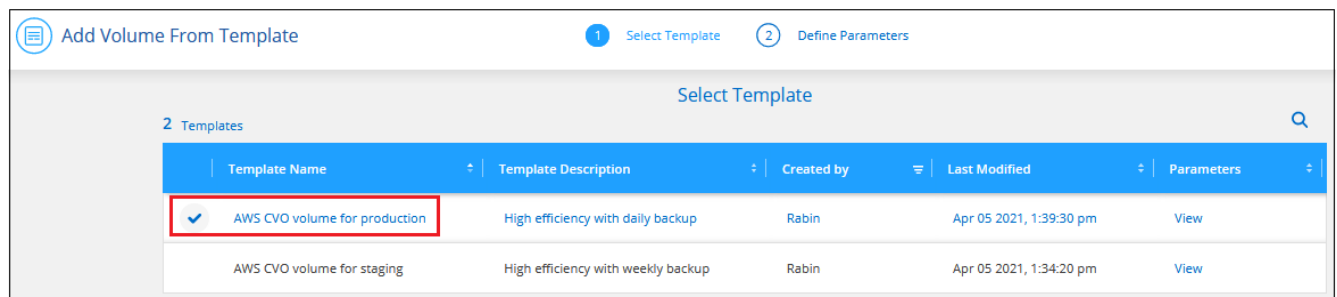 Add Volume From Template
1 Select Template 2 Define Parameters
Select Template
2 Templates
Template Name Template Description Created by Last Modified Parameters
AWS CVO volume for production High efficiency with daily backup Rabin Apr 05 2021, 1:39:30 pm View
AWS CVO volume for staging High efficiency with weekly backup Rabin Apr 05 2021, 1:34:20 pm View